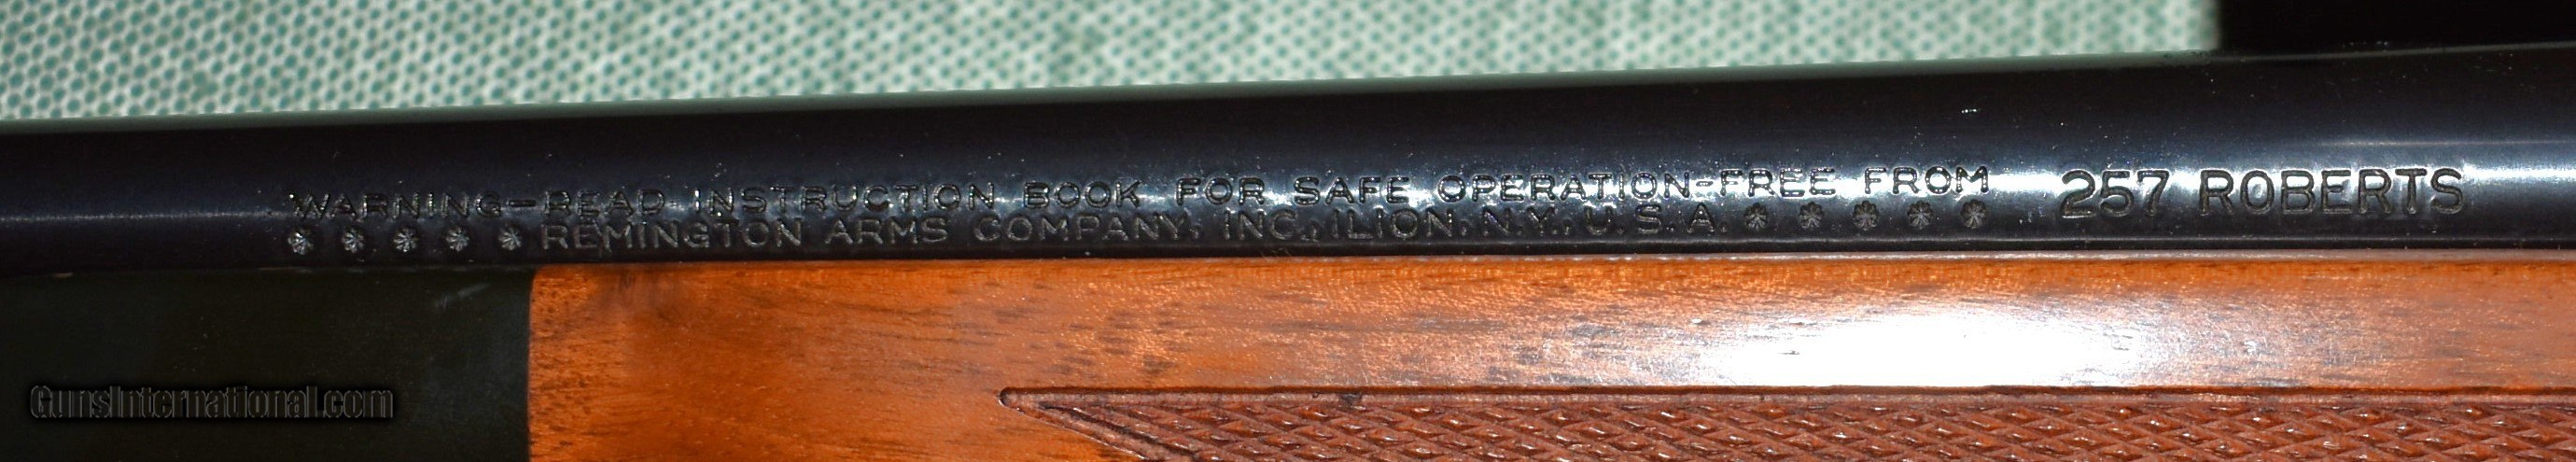 WARNING-READ INSTRUCTION BOOK FOR SAFE OPERATION-FREE FROM
***** REMINGTON ARMS COMPANY, INC., ILION, N.Y., U.S.A. *****
257 ROBERTS
GunsInternational.com